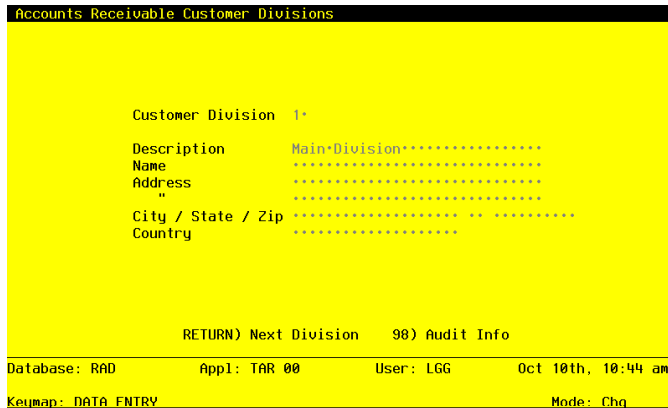 Accounts Receivable Customer Divisions
Customer Division 1
Description Main Division
Name
Address
"
City / State / Zip
Country
RETURN) Next Division 98) Audit Info
Database: RAD Appl: TAR 00 User: LGG Oct 10th, 10:44 am
Keymap: DATA ENTRY Mode: Chg